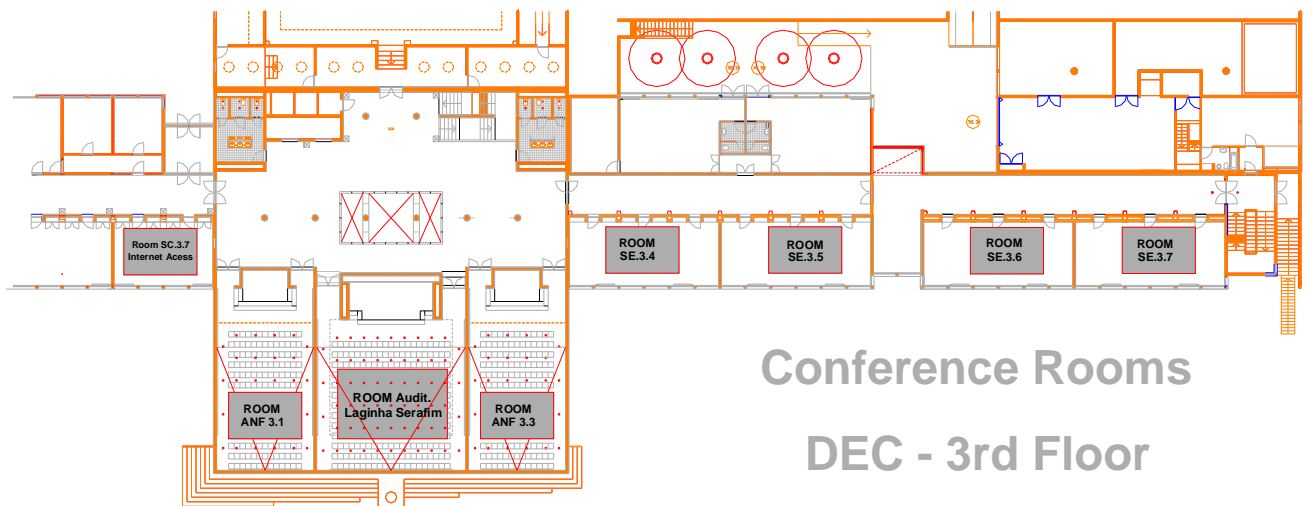 Room SC.3.7
Internet Acess
ROOM
SE.3.4
ROOM
SE.3.5
ROOM
SE.3.6
ROOM
SE.3.7
ROOM
ANF 3.1
ROOM Audit.
Laginha Serafim
ROOM
ANF 3.3
Conference Rooms
DEC - 3rd Floor